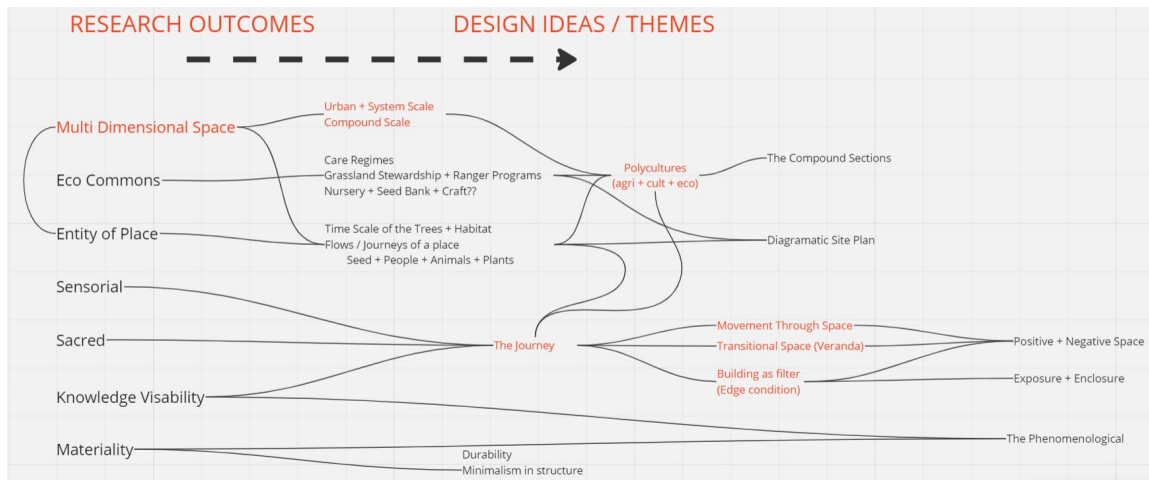 RESEARCH OUTCOMES
DESIGN IDEAS / THEMES
Multi Dimensional Space
Eco Commons
Entity of Place
Sensorial
Sacred
Knowledge Visability
Materiality
Urban + System Scale
Compound Scale
Care Regimes
Grassland Stewardship + Ranger Programs
Nursery + Seed Bank + Craft??
Time Scale of the Trees + Habitat
Flows / Journeys of a place
Seed + People + Animals + Plants
The Journey
Durability
Minimalism in structure
Polycultures
(agri + cult + eco)
The Compound Sections
Diagramatic Site Plan
Movement Through Space
Transitional Space (Veranda)
Building as filter
(Edge condition)
Positive + Negative Space
Exposure + Enclosure
The Phenomenological